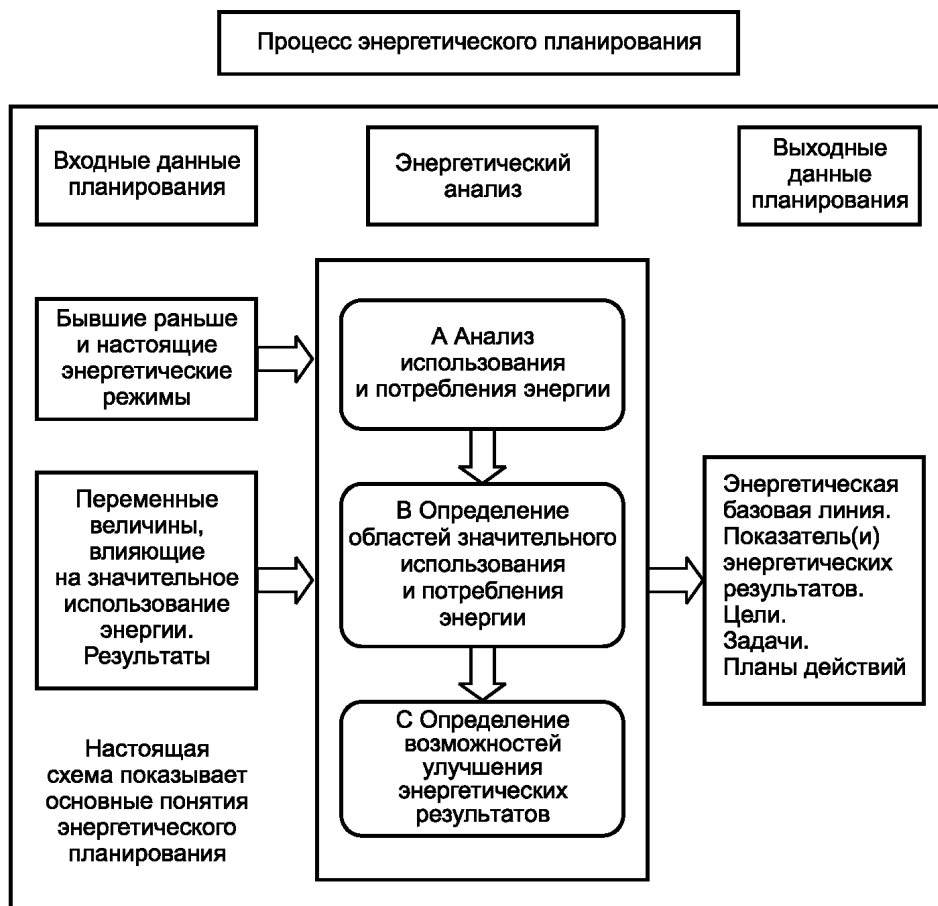 Процесс энергетического планирования
Входные данные
планирования
Энергетический
анализ
Выходные
данные
планирования
Бывшие раньше
и настоящие
энергетические
режимы
А Анализ
использования
и потребления энергии
Переменные
величины,
влияющие
на значительное
использование
энергии.
Результаты
В Определение
областей значительного
использования
и потребления
энергии
Энергетическая
базовая линия.
Показатель(и)
энергетических
результатов.
Цели.
Задачи.
Планы действий
С Определение
возможностей
улучшения
энергетических
результатов
Настоящая
схема показывает
основные понятия
энергетического
планирования